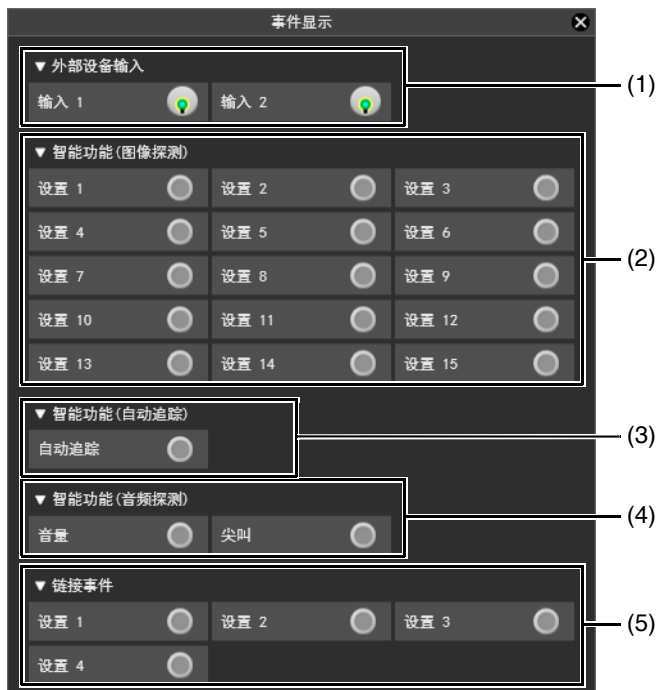 事件显示
▼ 外部设备输入
输入 1 输入 2
(1)
▼ 智能功能(图像探测)
设置 1 设置 2 设置 3
设置 4 设置 5 设置 6
(2)
设置 7 设置 8 设置 9
设置 10 设置 11 设置 12
设置 13 设置 14 设置 15
▼ 智能功能(自动追踪)
(3)
自动追踪
▼ 智能功能(音频探测)
(4)
音量 尖叫
▼ 链接事件
设置 1 设置 2 设置 3
(5)
设置 4